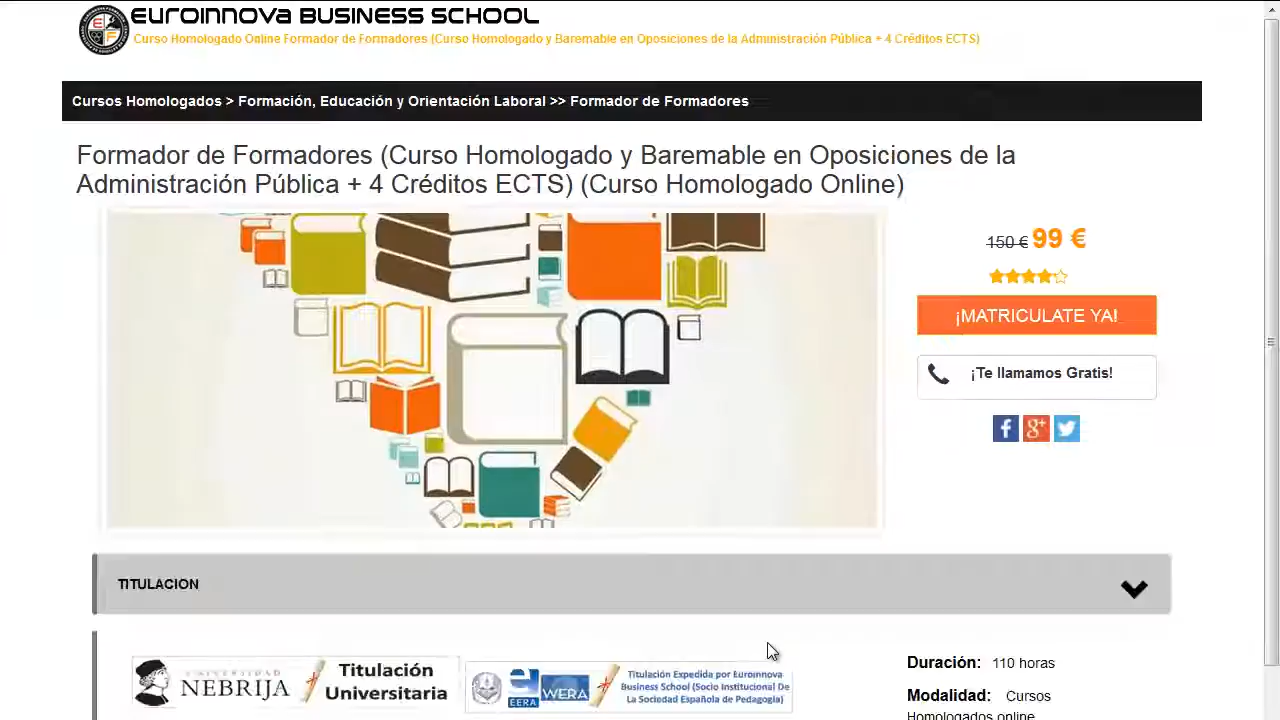 EUROINNOVA BUSINESS SCHOOL
Curso Homologado Online Formador de Formadores (Curso Homologado y Baremable en Oposiciones de la Administración Pública + 4 Créditos ECTS)
Cursos Homologados > Formación, Educación y Orientación Laboral >> Formador de Formadores
Formador de Formadores (Curso Homologado y Baremable en Oposiciones de la
Administración Pública + 4 Créditos ECTS) (Curso Homologado Online)
150 € 99 €
¡MATRICULATE YA!
¡Te llamamos Gratis!
TITULACION
UNIVERSIDAD
NEBRIJA
Titulación
Universitaria
EERA
WERA
Titulación Expedida por Euroinnova
Business School (Socio Institucional De
La Sociedad Española de Pedagogía)
Duración: 110 horas
Modalidad: Cursos
Homologados online